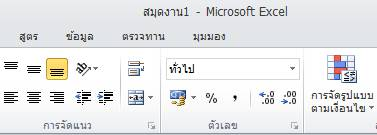 สมุดงาน1 - Microsoft Excel
สูตร ข้อมูล ตรวจทาน มุมมอง
ทั่วไป
% , .00 .00
การจัดรูปแบบ
ตามเงื่อนไข
การจัดแนว ตัวเลข